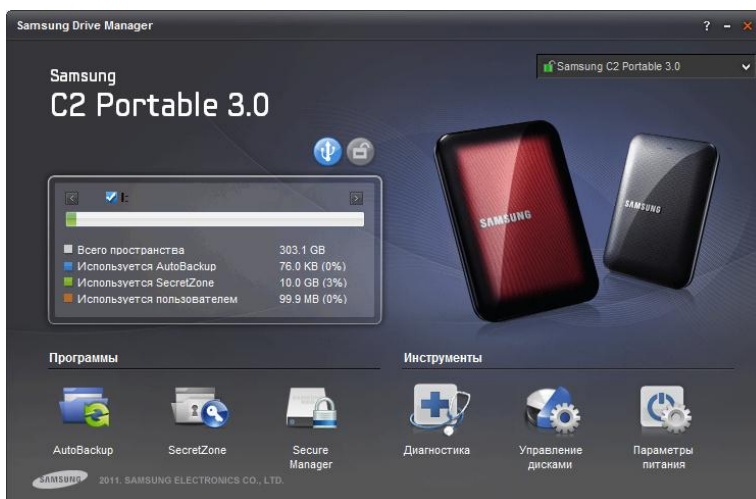 Samsung Drive Manager
Samsung C2 Portable 3.0
Samsung
C2 Portable 3.0
I:
Всего пространства 303.1 GB
Используется AutoBackup 76.0 KB (0%)
Используется SecretZone 10.0 GB (3%)
Используется пользователем 99.9 MB (0%)
SAMSUNG
SAMSUNG
Программы
Инструменты
AutoBackup
SecretZone
Secure
Manager
Диагностика
Управление
дисками
Параметры
питания
SAMSUNG 2011. SAMSUNG ELECTRONICS CO., LTD.